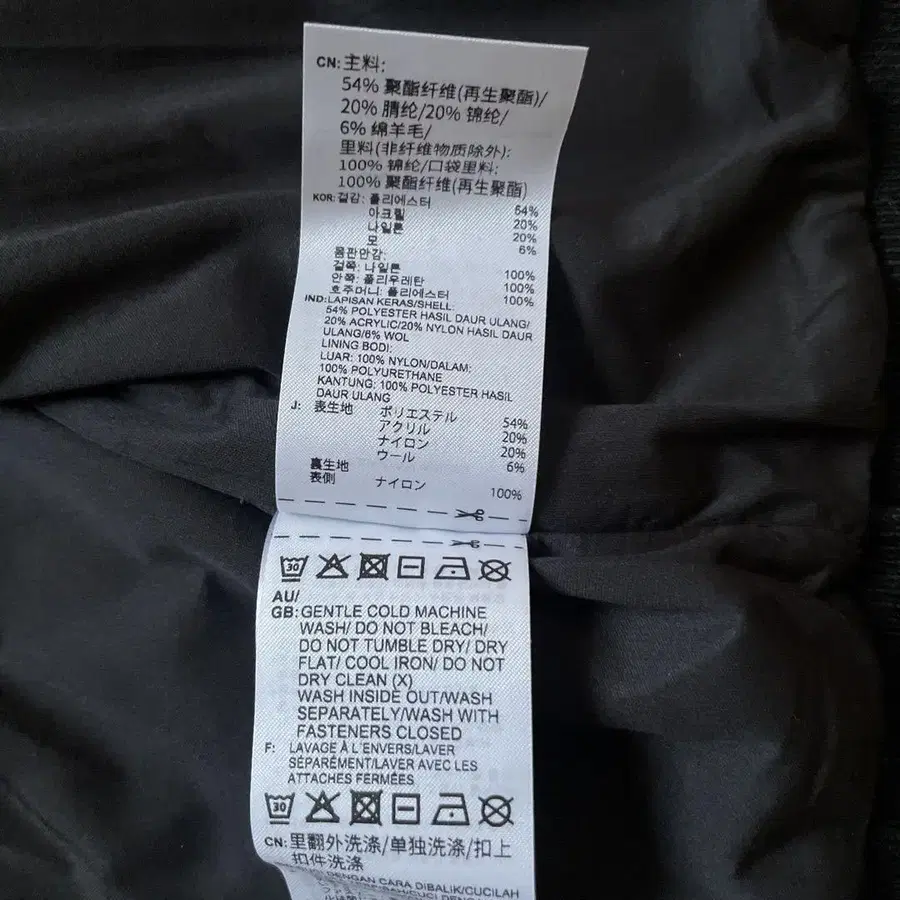 CN: 主料:
54% 聚酯纤维(再生聚酯)/
20% 腈纶/20% 锦纶/
6% 绵羊毛/
里料(非纤维物质除外):
100% 锦纶/口袋里料:
100% 聚酯纤维(再生聚酯)
KOR: 겉감: 폴리에스터 54%
아크릴 20%
나일론 20%
모 6%
몸판안감:
겉쪽: 나일론 100%
안쪽: 폴리우레탄 100%
호주머니: 폴리에스터 100%
IND: LAPISAN KERAS/SHELL:
54% POLYESTER HASIL DAUR ULANG/
20% ACRYLIC/20% NYLON HASIL DAUR
ULANG/6% WOL
LINING BODI:
LUAR: 100% NYLON/DALAM:
100% POLYURETHANE
KANTUNG: 100% POLYESTER HASIL
DAUR ULANG
J: 表生地 ポリエステル 54%
アクリル 20%
ナイロン 20%
ウール 6%
裏生地
表側 ナイロン 100%
30
AU/
GB: GENTLE COLD MACHINE
WASH/ DO NOT BLEACH/
DO NOT TUMBLE DRY/ DRY
FLAT/ COOL IRON/ DO NOT
DRY CLEAN (X)
WASH INSIDE OUT/WASH
SEPARATELY/WASH WITH
FASTENERS CLOSED
F: LAVAGE À L'ENVERS/LAVER
SÉPARÉMENT/LAVER AVEC LES
ATTACHES FERMÉES
30
CN: 里翻外洗涤/单独洗涤/扣上
扣件洗涤
DENGAN CARA DIBALIK/CUCILAH